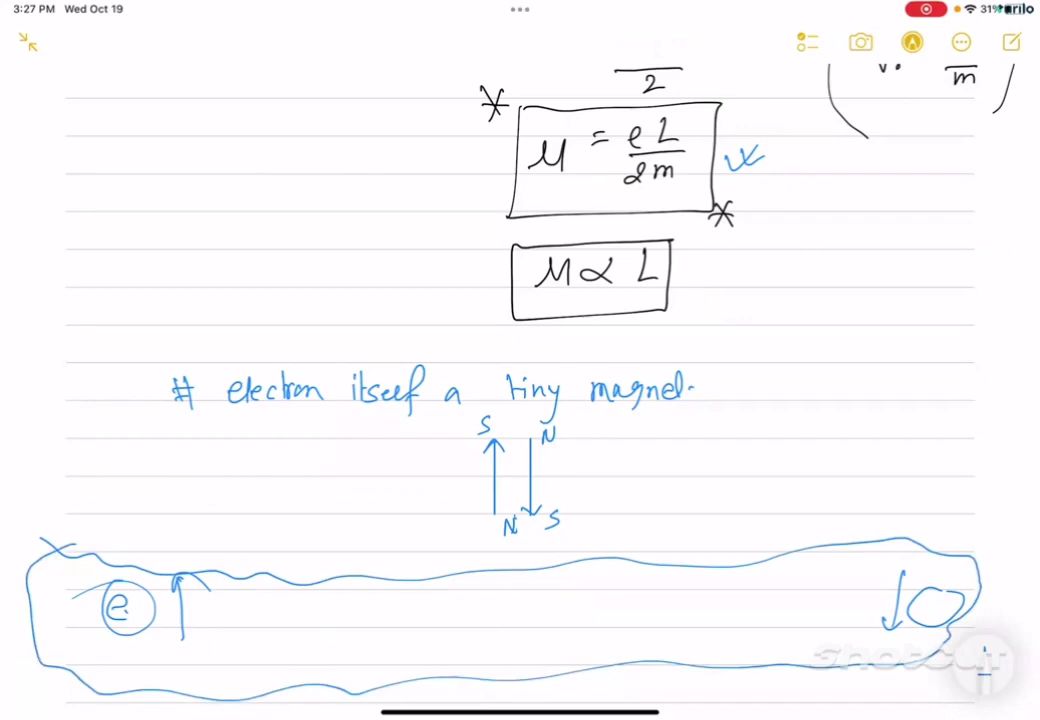 3:27 PM Wed Oct 19
31%
2
m
μ = eL
2m
μ ∝ L
# electron itself a tiny magnet.
S N
N S
e